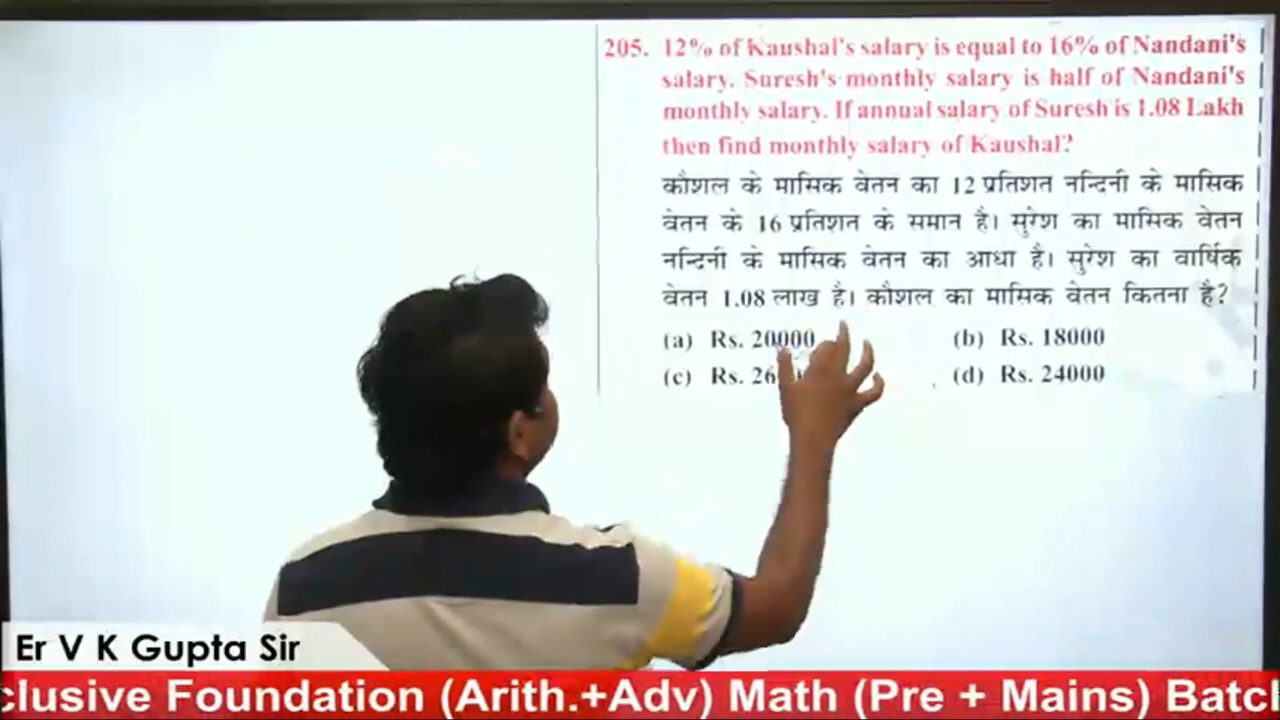 205. 12% of Kaushal's salary is equal to 16% of Nandani's
salary. Suresh's monthly salary is half of Nandani's
monthly salary. If annual salary of Suresh is 1.08 Lakh
then find monthly salary of Kaushal?
कौशल के मासिक वेतन का 12 प्रतिशत नन्दिनी के मासिक
वेतन के 16 प्रतिशत के समान है। सुरेश का मासिक वेतन
नन्दिनी के मासिक वेतन का आधा है। सुरेश का वार्षिक
वेतन 1.08 लाख है। कौशल का मासिक वेतन कितना है?
(a) Rs. 20000 (b) Rs. 18000
(c) Rs. (d) Rs. 24000
Er V K Gupta Sir
Foundation (Arith.+Adv) Math (Pre + Mains)